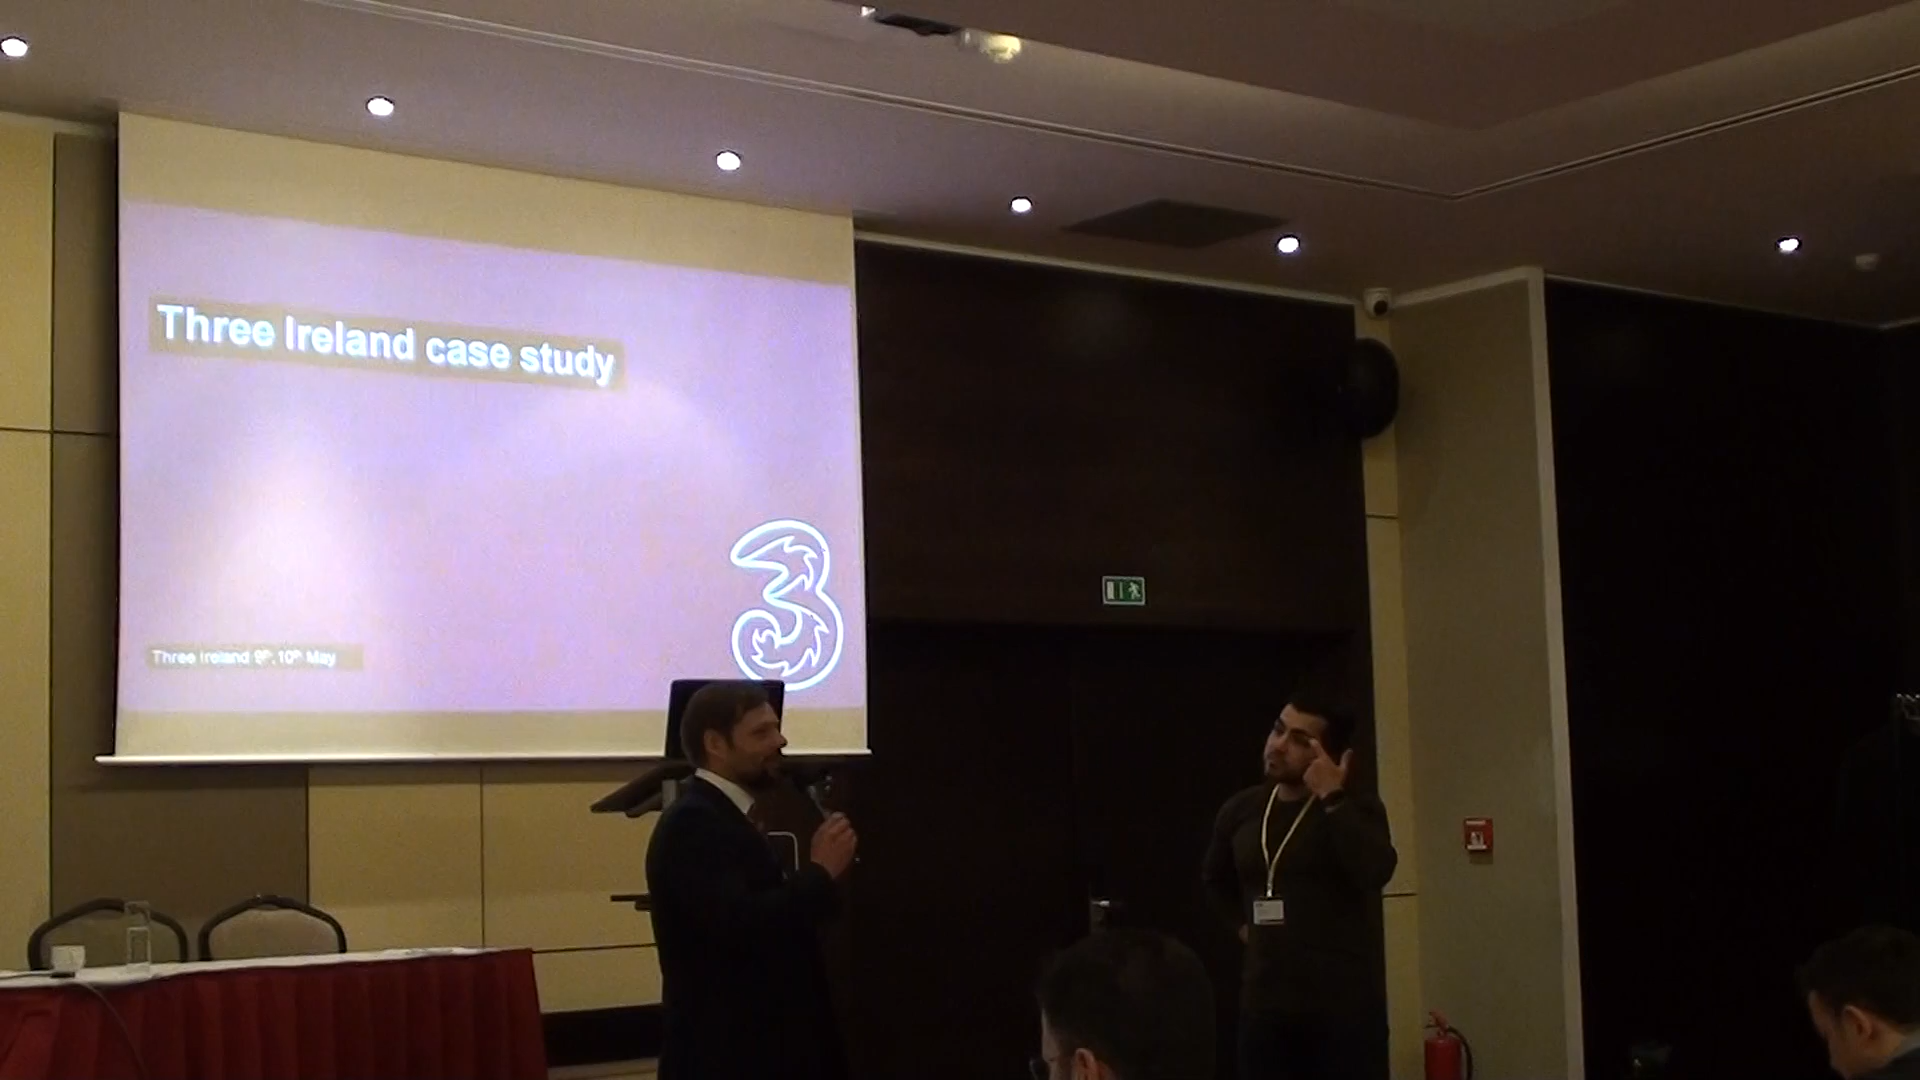 Three Ireland case study
3
Three Ireland 9th,10th May